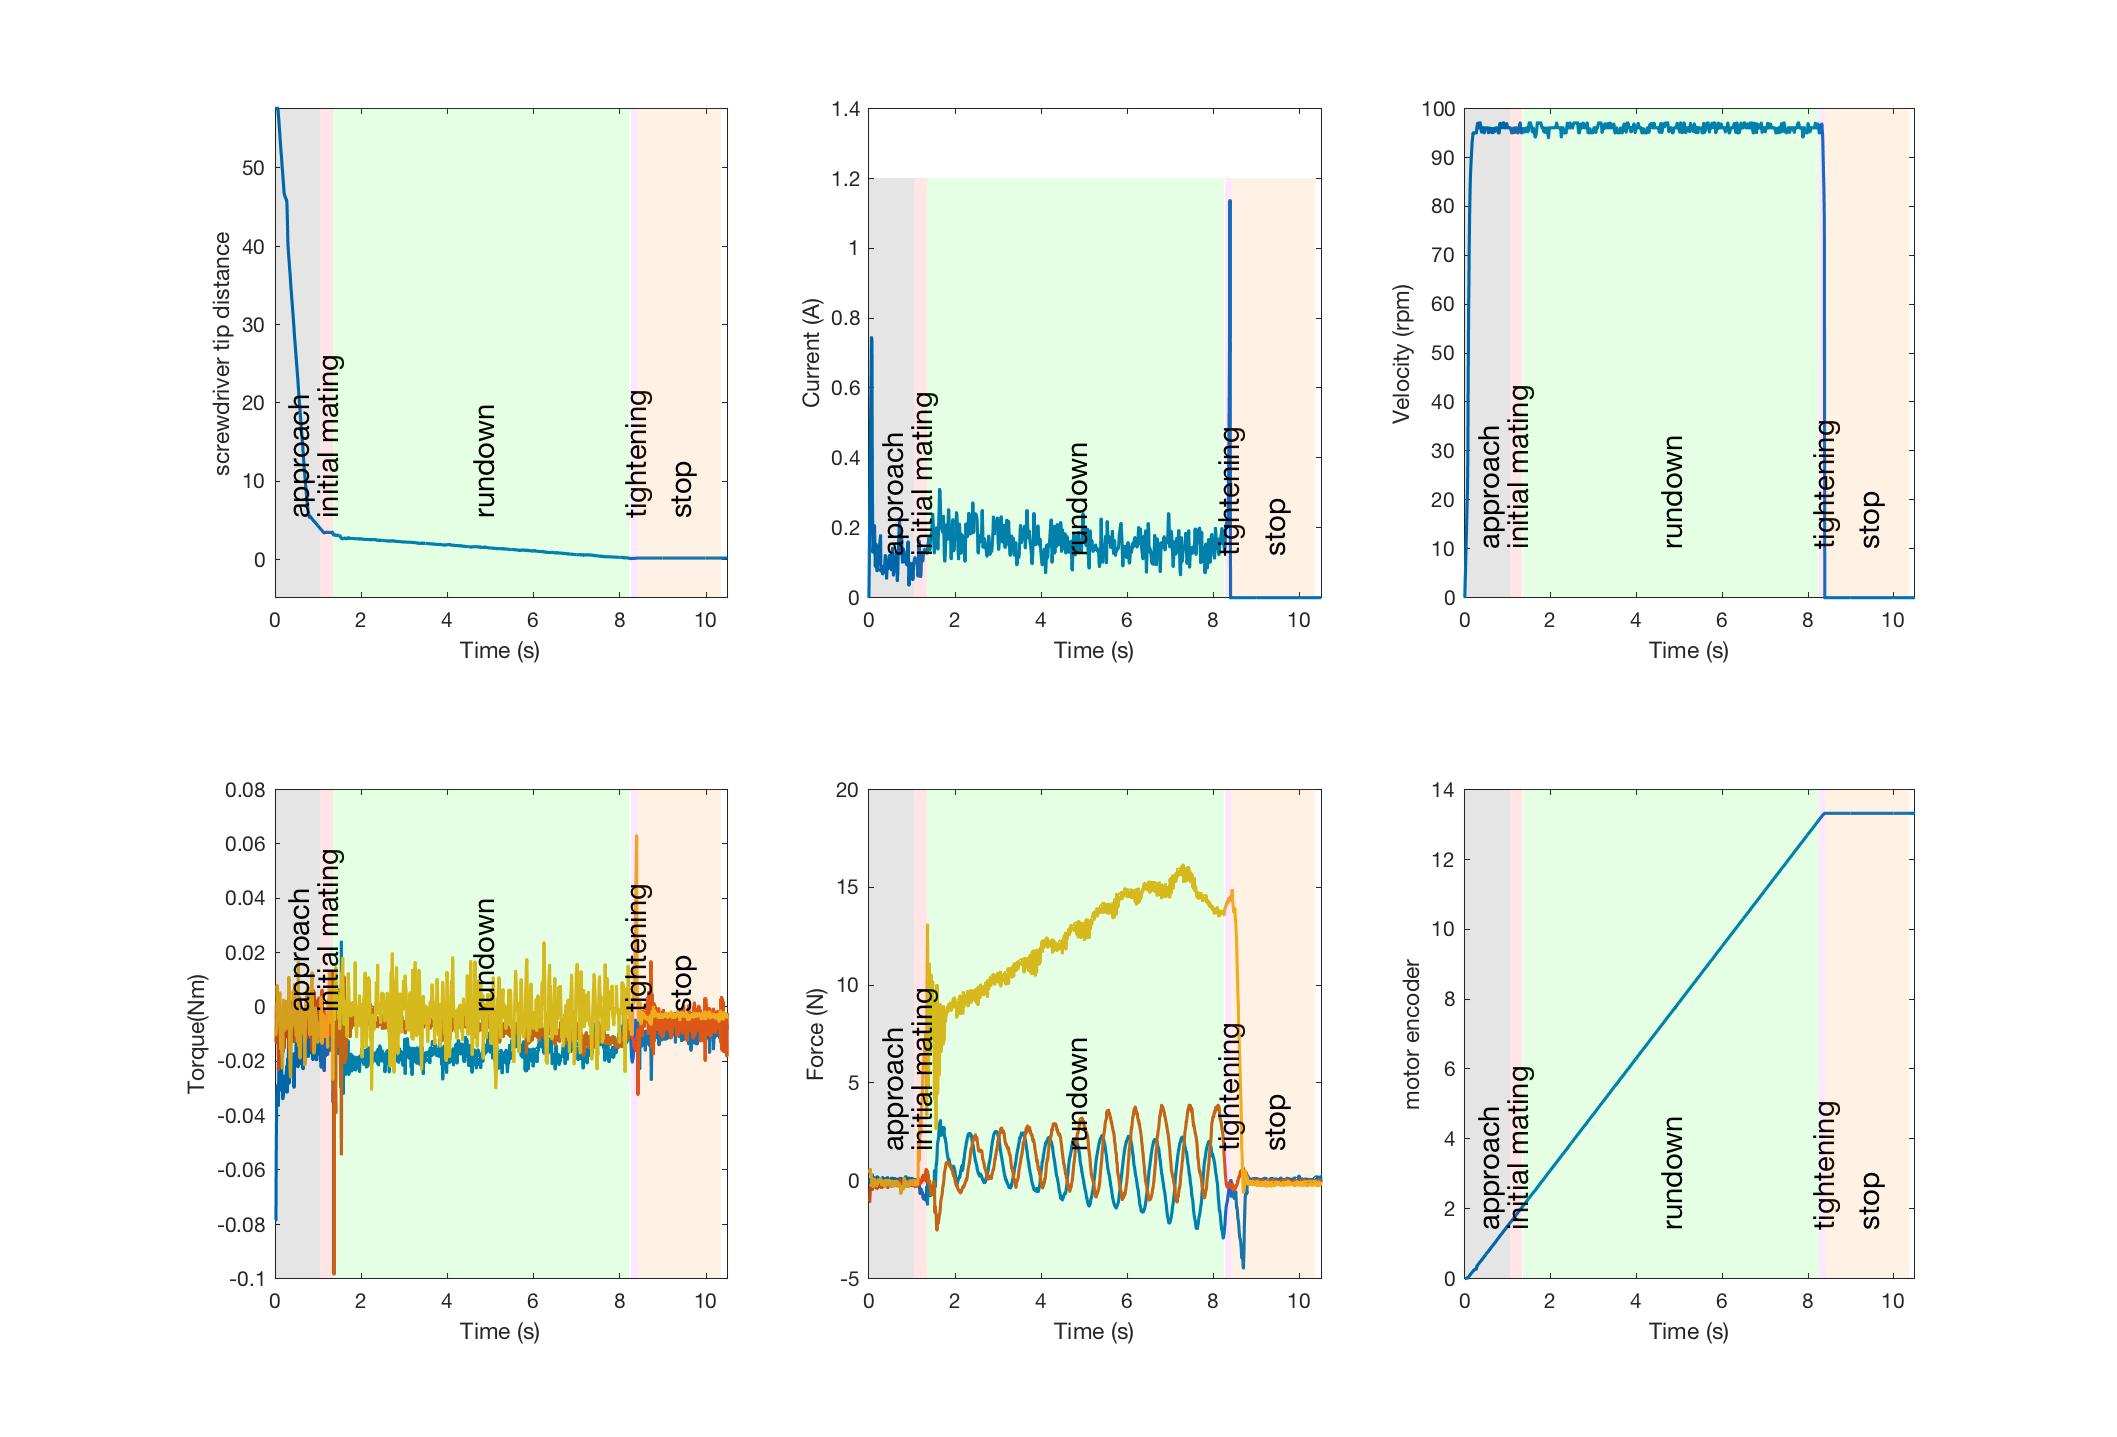 screwdriver tip distance
50
40
30
20
10
0
approach
initial mating
rundown
tightening
stop
0 2 4 6 8 10
Time (s)
Current (A)
1.4
1.2
1
0.8
0.6
0.4
0.2
0
approach
initial mating
rundown
tightening
stop
0 2 4 6 8 10
Time (s)
Velocity (rpm)
100
90
80
70
60
50
40
30
20
10
0
approach
initial mating
rundown
tightening
stop
0 2 4 6 8 10
Time (s)
Torque(Nm)
0.08
0.06
0.04
0.02
0
-0.02
-0.04
-0.06
-0.08
-0.1
approach
initial mating
rundown
tightening
stop
0 2 4 6 8 10
Time (s)
Force (N)
20
15
10
5
0
-5
approach
initial mating
rundown
tightening
stop
0 2 4 6 8 10
Time (s)
motor encoder
14
12
10
8
6
4
2
0
approach
initial mating
rundown
tightening
stop
0 2 4 6 8 10
Time (s)